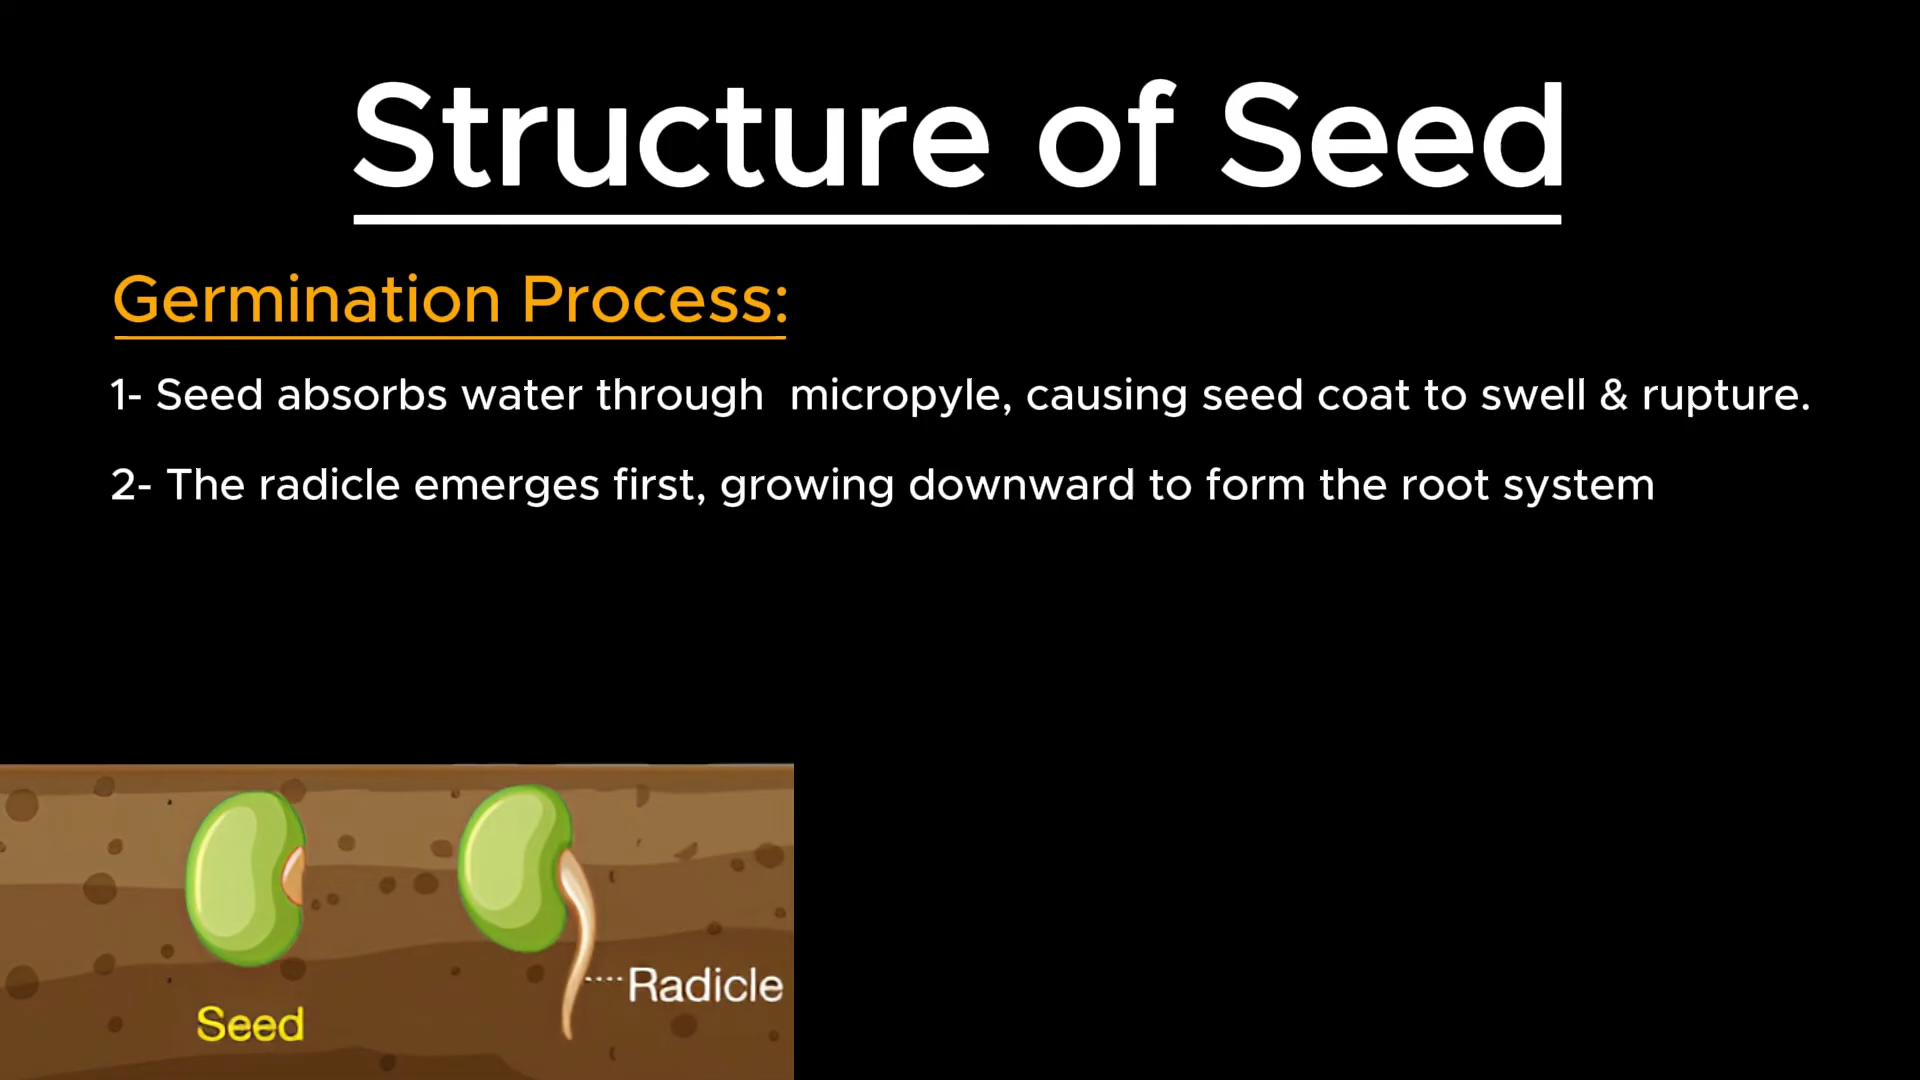 Structure of Seed
Germination Process:
1- Seed absorbs water through  micropyle, causing seed coat to swell & rupture.
2- The radicle emerges first, growing downward to form the root system
Radicle
Seed